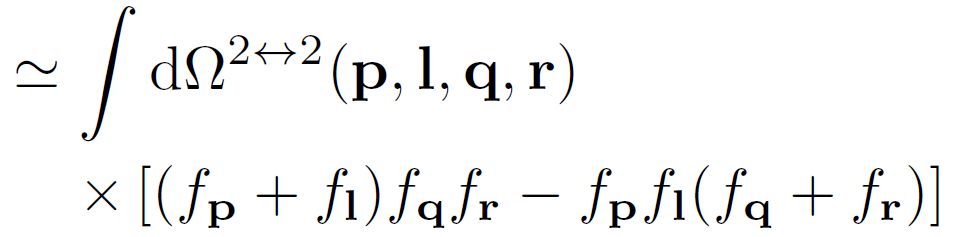 ≃ ∫ dΩ^{2↔2}(𝐩, 𝐥, 𝐪, 𝐫)
× [(f_𝐩 + f_𝐥)f_𝐪f_𝐫 − f_𝐩f_𝐥(f_𝐪 + f_𝐫)]